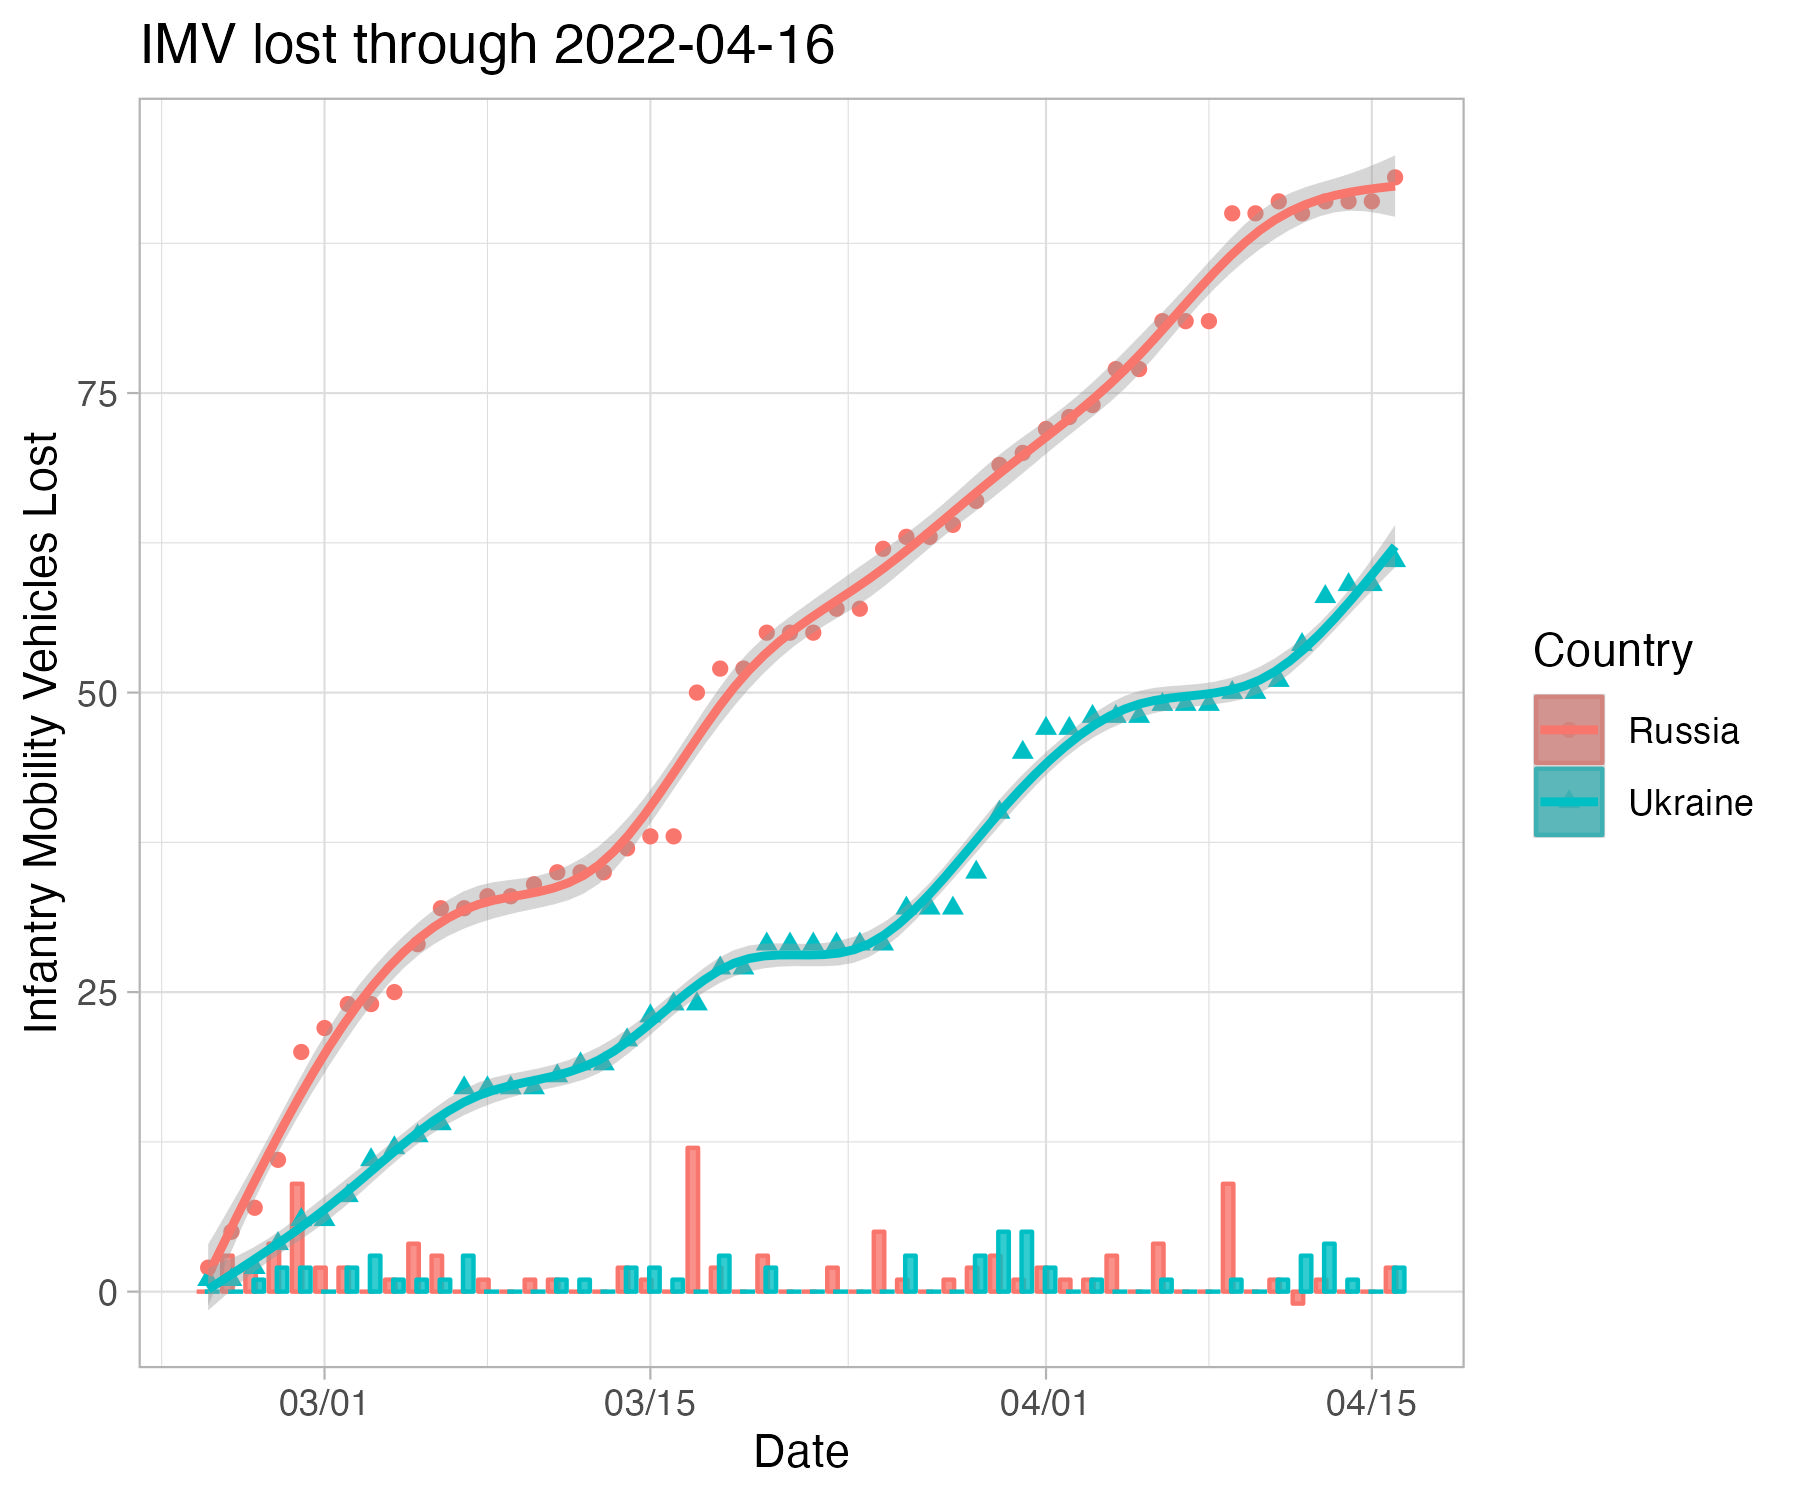 IMV lost through 2022-04-16
Infantry Mobility Vehicles Lost
75
50
25
0
03/01
03/15
04/01
04/15
Date
Country
Russia
Ukraine